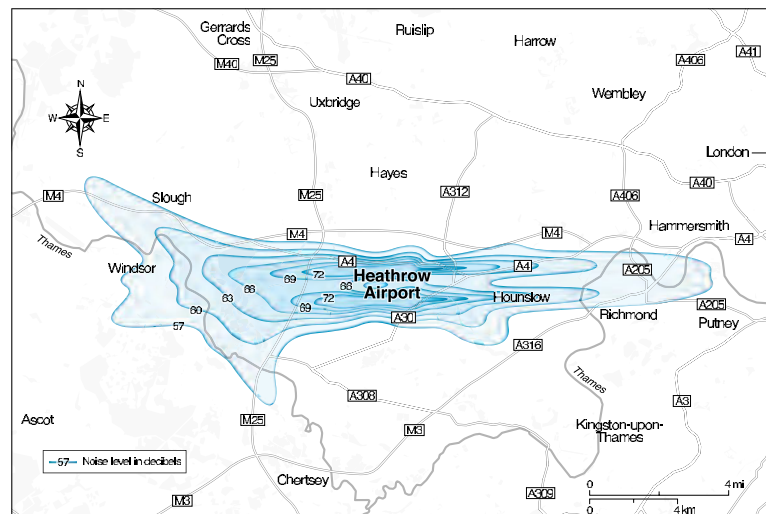 Gerrards
Cross
Ruislip
Harrow
A406
A41
M40
M25
A40
Uxbridge
Wembley
N
W
E
S
London
Hayes
A40
M4
Slough
M25
A312
A406
M4
M4
Hammersmith
A4
Thames
Windsor
A4
A4
A205
69
72
Heathrow
Airport
66
66
63
72
69
60
57
Hounslow
A30
Richmond
A205
Putney
A316
Thames
A308
A3
Ascot
M25
M3
Kingston-upon-
Thames
57 Noise level in decibels
Chertsey
M3
A309
0
4 mi
0
4 km